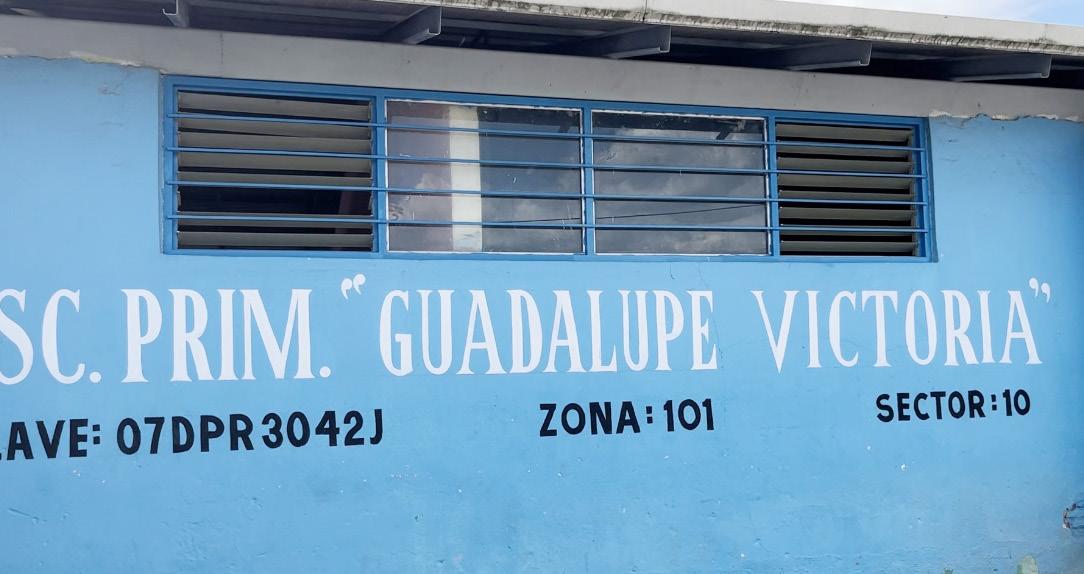 SC. PRIM. “GUADALUPE VICTORIA”
LAVE: 07DPR3042J ZONA: 101 SECTOR: 10